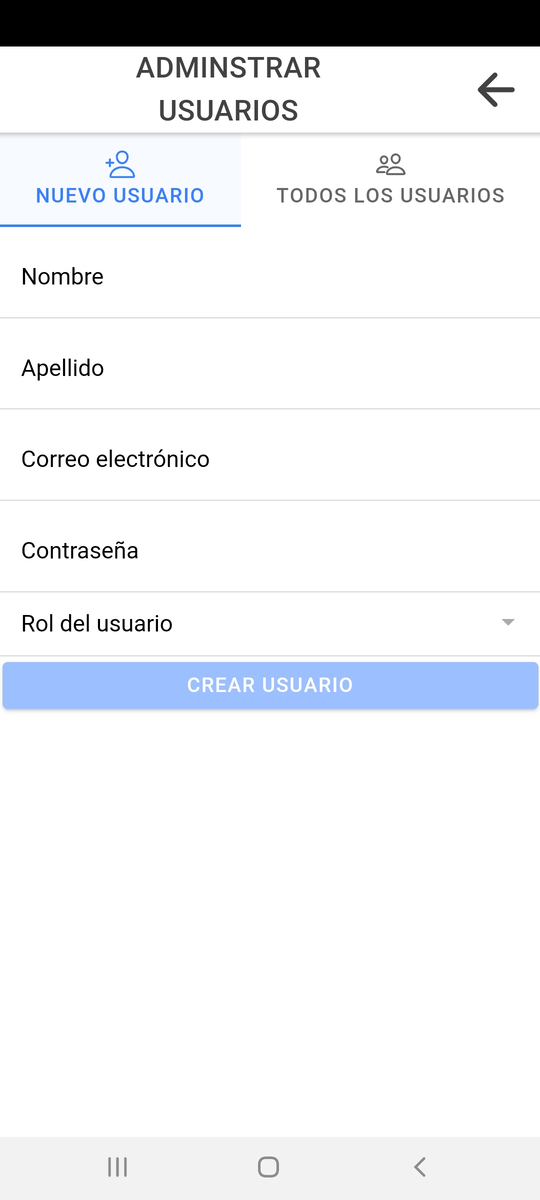 ADMINSTRAR
USUARIOS
NUEVO USUARIO
TODOS LOS USUARIOS
Nombre
Apellido
Correo electrónico
Contraseña
Rol del usuario
CREAR USUARIO